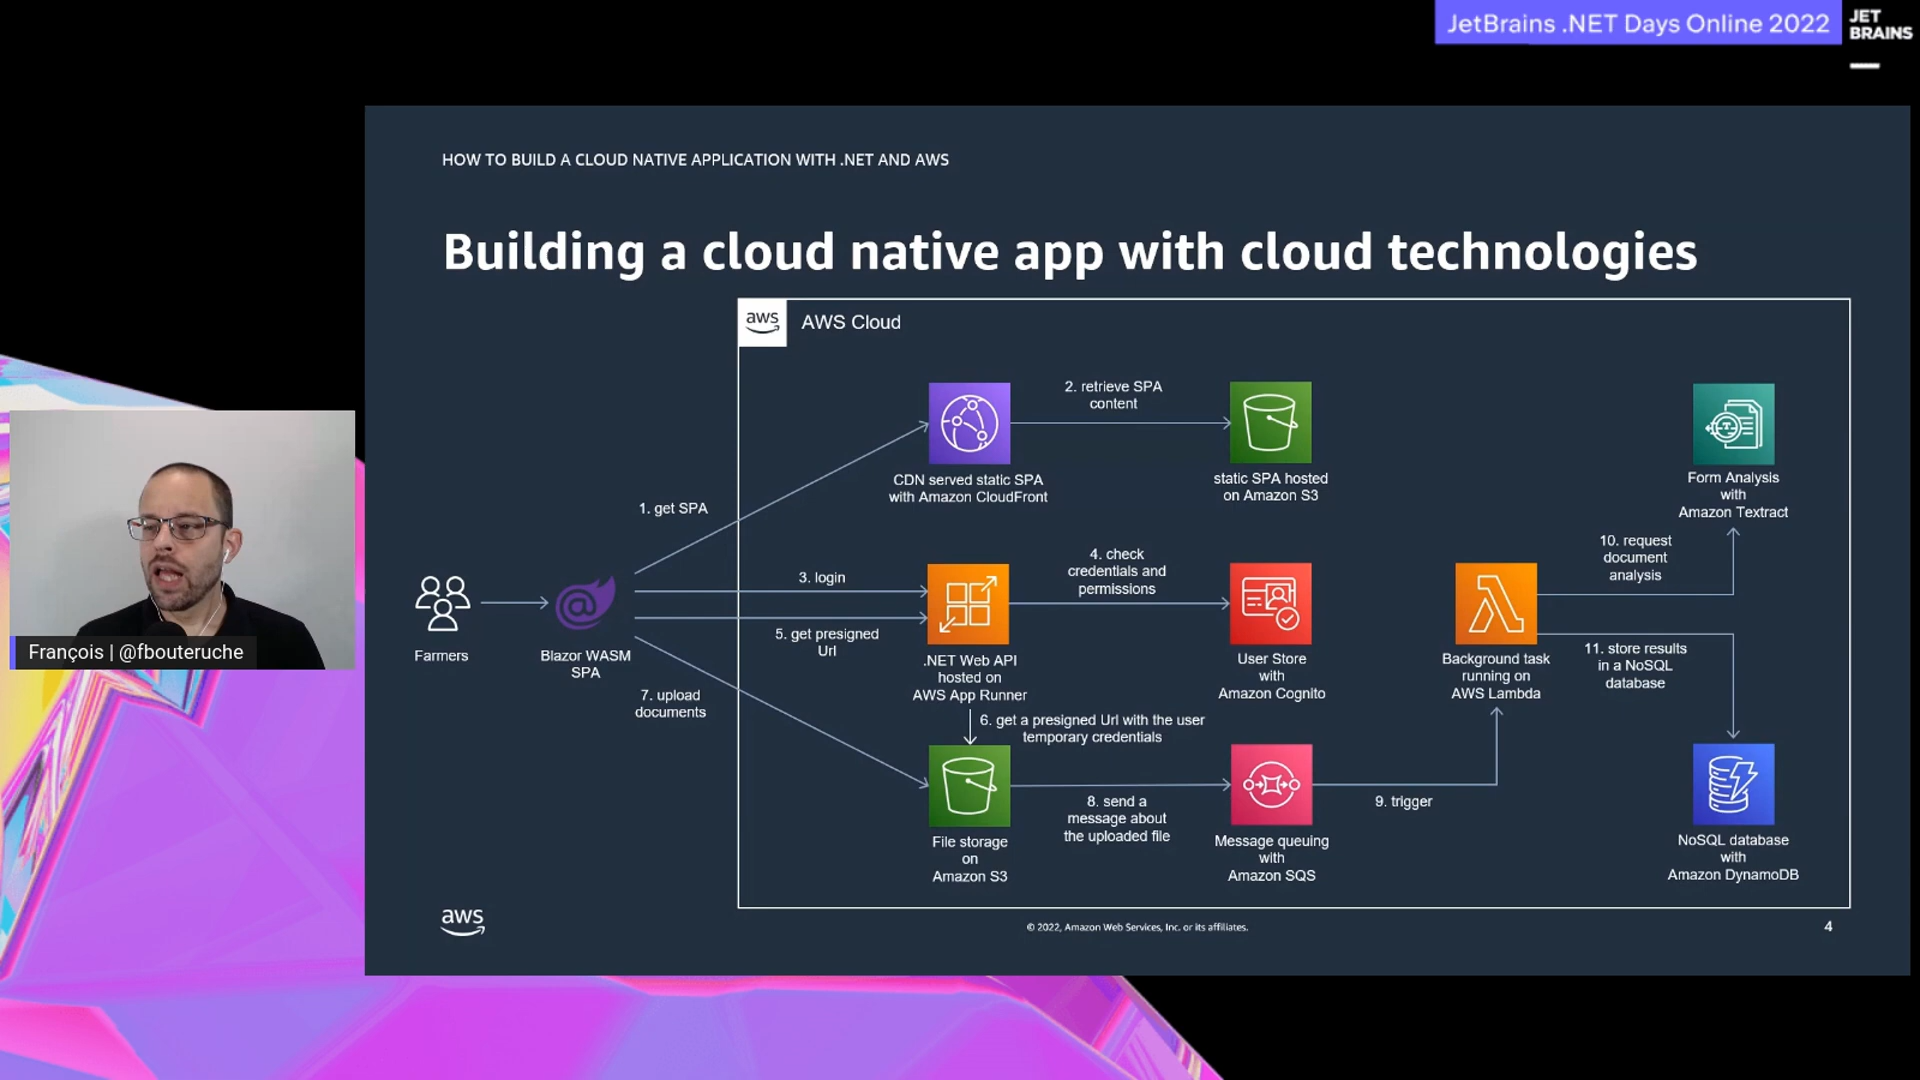 JetBrains .NET Days Online 2022
JET
BRAINS
HOW TO BUILD A CLOUD NATIVE APPLICATION WITH .NET AND AWS
Building a cloud native app with cloud technologies
aws
AWS Cloud
2. retrieve SPA
content
CDN served static SPA
with Amazon CloudFront
static SPA hosted
on Amazon S3
Form Analysis
with
Amazon Textract
1. get SPA
10. request
document
analysis
3. login
4. check
credentials and
permissions
5. get presigned
Url
Farmers
Blazor WASM
SPA
.NET Web API
hosted on
AWS App Runner
User Store
with
Amazon Cognito
Background task
running on
AWS Lambda
11. store results
in a NoSQL
database
7. upload
documents
6. get a presigned Url with the user
temporary credentials
8. send a
message about
the uploaded file
9. trigger
File storage
on
Amazon S3
Message queuing
with
Amazon SQS
NoSQL database
with
Amazon DynamoDB
François | @fbouteruche
aws
© 2022, Amazon Web Services, Inc. or its affiliates.
4